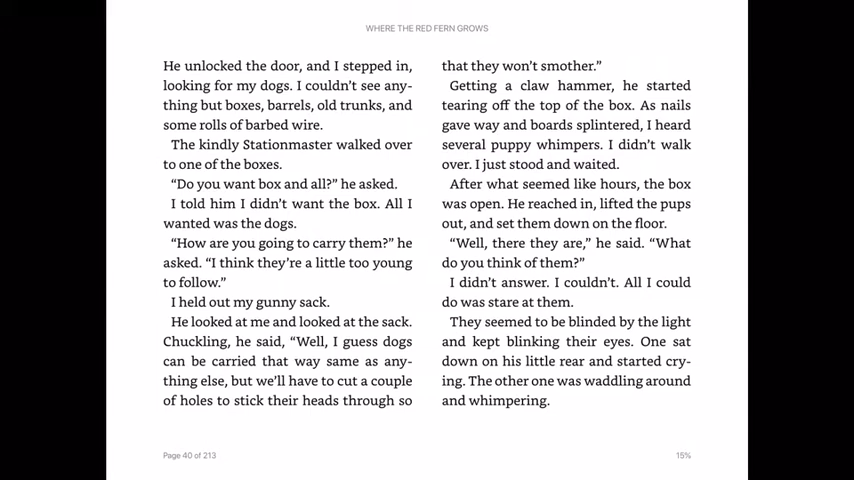 WHERE THE RED FERN GROWS
He unlocked the door, and I stepped in,
looking for my dogs. I couldn’t see any-
thing but boxes, barrels, old trunks, and
some rolls of barbed wire.
The kindly Stationmaster walked over
to one of the boxes.
“Do you want box and all?” he asked.
I told him I didn’t want the box. All I
wanted was the dogs.
“How are you going to carry them?” he
asked. “I think they’re a little too young
to follow.”
I held out my gunny sack.
He looked at me and looked at the sack.
Chuckling, he said, “Well, I guess dogs
can be carried that way same as any-
thing else, but we’ll have to cut a couple
of holes to stick their heads through so
that they won’t smother.”
Getting a claw hammer, he started
tearing off the top of the box. As nails
gave way and boards splintered, I heard
several puppy whimpers. I didn’t walk
over. I just stood and waited.
After what seemed like hours, the box
was open. He reached in, lifted the pups
out, and set them down on the floor.
“Well, there they are,” he said. “What
do you think of them?”
I didn’t answer. I couldn’t. All I could
do was stare at them.
They seemed to be blinded by the light
and kept blinking their eyes. One sat
down on his little rear and started cry-
ing. The other one was waddling around
and whimpering.
Page 40 of 213
15%